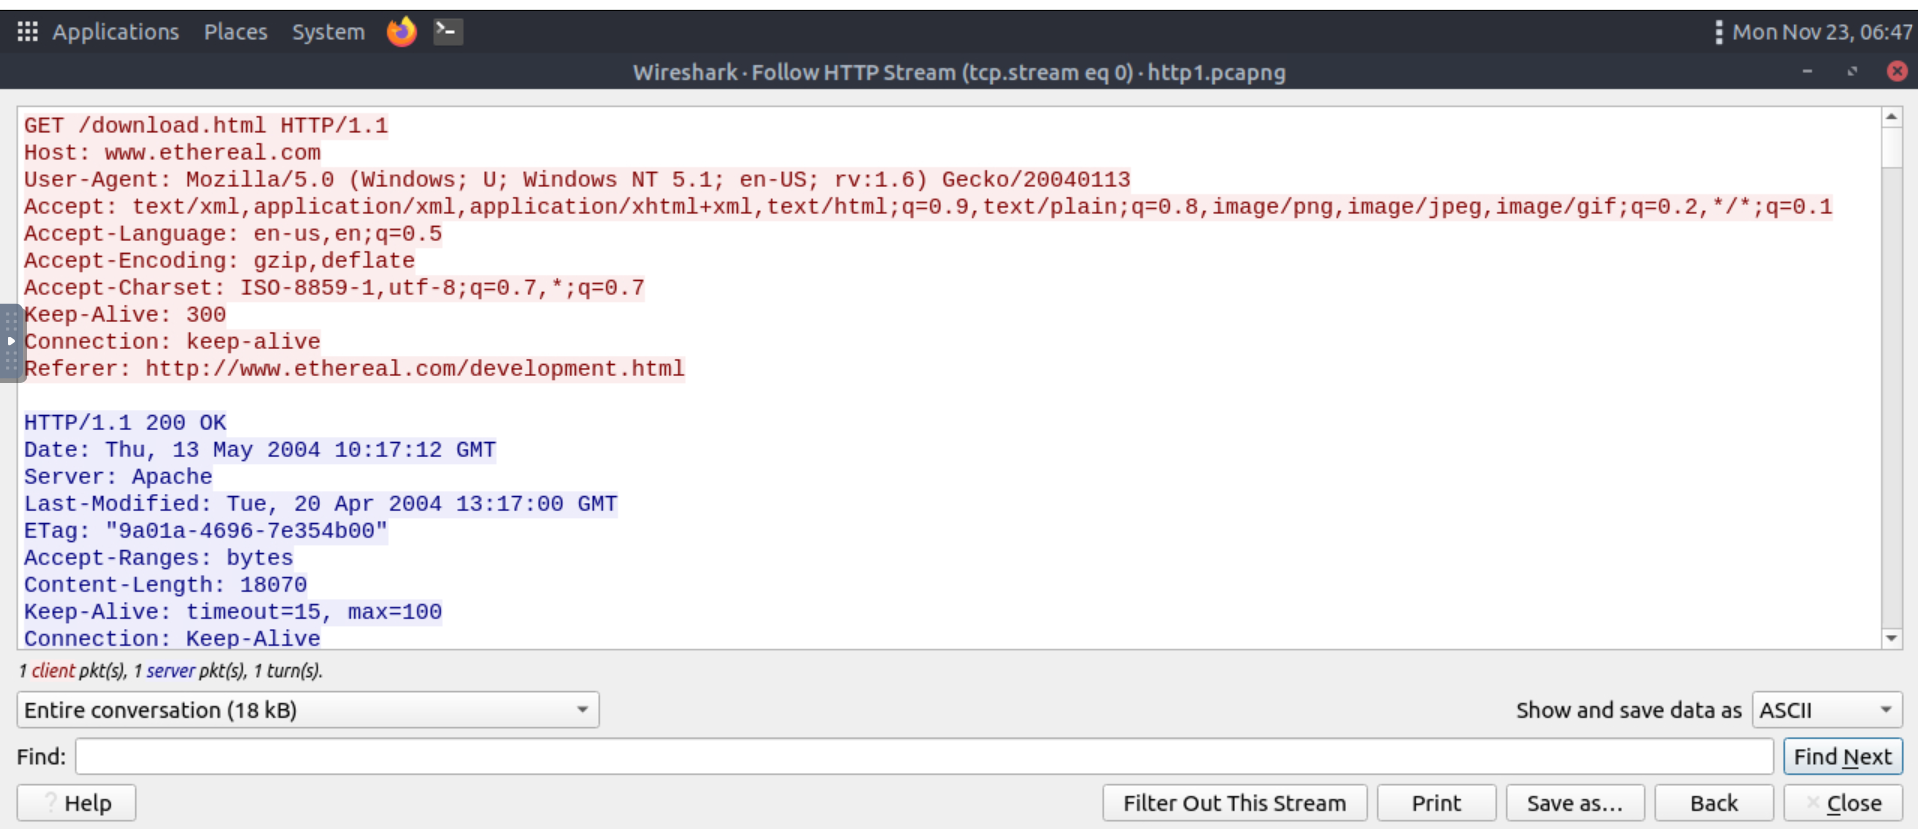 Applications Places System Mon Nov 23, 06:47
Wireshark · Follow HTTP Stream (tcp.stream eq 0) · http1.pcapng
GET /download.html HTTP/1.1
Host: www.ethereal.com
User-Agent: Mozilla/5.0 (Windows; U; Windows NT 5.1; en-US; rv:1.6) Gecko/20040113
Accept: text/xml,application/xml,application/xhtml+xml,text/html;q=0.9,text/plain;q=0.8,image/png,image/jpeg,image/gif;q=0.2,*/*;q=0.1
Accept-Language: en-us,en;q=0.5
Accept-Encoding: gzip,deflate
Accept-Charset: ISO-8859-1,utf-8;q=0.7,*;q=0.7
Keep-Alive: 300
Connection: keep-alive
Referer: http://www.ethereal.com/development.html
HTTP/1.1 200 OK
Date: Thu, 13 May 2004 10:17:12 GMT
Server: Apache
Last-Modified: Tue, 20 Apr 2004 13:17:00 GMT
ETag: "9a01a-4696-7e354b00"
Accept-Ranges: bytes
Content-Length: 18070
Keep-Alive: timeout=15, max=100
Connection: Keep-Alive
1 client pkt(s), 1 server pkt(s), 1 turn(s).
Entire conversation (18 kB) Show and save data as ASCII
Find: Find Next
? Help Filter Out This Stream Print Save as… Back Close